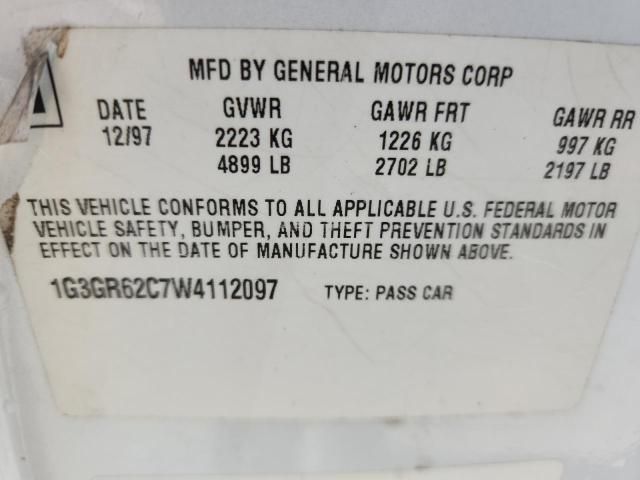 MFD BY GENERAL MOTORS CORP
DATE GVWR GAWR FRT GAWR RR
12/97 2223 KG 1226 KG 997 KG
4899 LB 2702 LB 2197 LB
THIS VEHICLE CONFORMS TO ALL APPLICABLE U.S. FEDERAL MOTOR
VEHICLE SAFETY, BUMPER, AND THEFT PREVENTION STANDARDS IN
EFFECT ON THE DATE OF MANUFACTURE SHOWN ABOVE.
1G3GR62C7W4112097 TYPE: PASS CAR